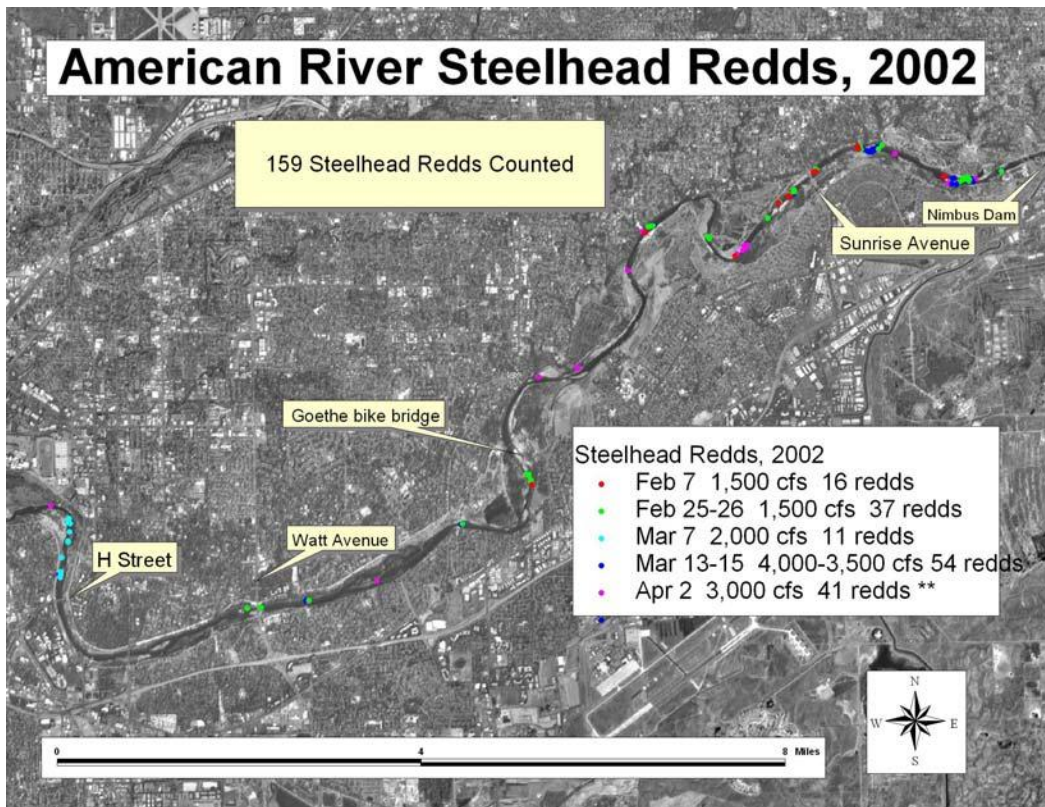 American River Steelhead Redds, 2002
159 Steelhead Redds Counted
Nimbus Dam
Sunrise Avenue
Goethe bike bridge
Steelhead Redds, 2002
Feb 7 1,500 cfs 16 redds
Feb 25-26 1,500 cfs 37 redds
Mar 7 2,000 cfs 11 redds
Mar 13-15 4,000-3,500 cfs 54 redds
Apr 2 3,000 cfs 41 redds **
Watt Avenue
H Street
N
W E
S
0 4 8 Miles